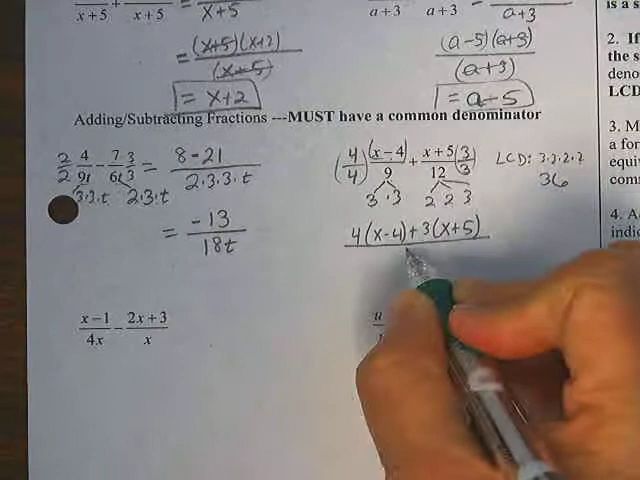 x+5 + x+5 = x+5
a+3 a+3 = a+3
= (x+5)(x+2) / (x+5)
(a-5)(a+3) / (a+3)
= x+2
= a-5
Adding/Subtracting Fractions ---MUST have a common denominator
2/2 4/9t - 7/6t 3/3 = 8-21 / 2·3·3·t
3·3·t 2·3·t
= -13 / 18t
(4/4) (x-4)/9 + x+5/12 (3/3) LCD: 3·3·2·2
36
3·3 2 2 3
4(x-4)+3(x+5)
x-1/4x - 2x+3/x
is a s
2. If
the s
deno
LCD
3. M
a for
equi
comm
4. A
indi